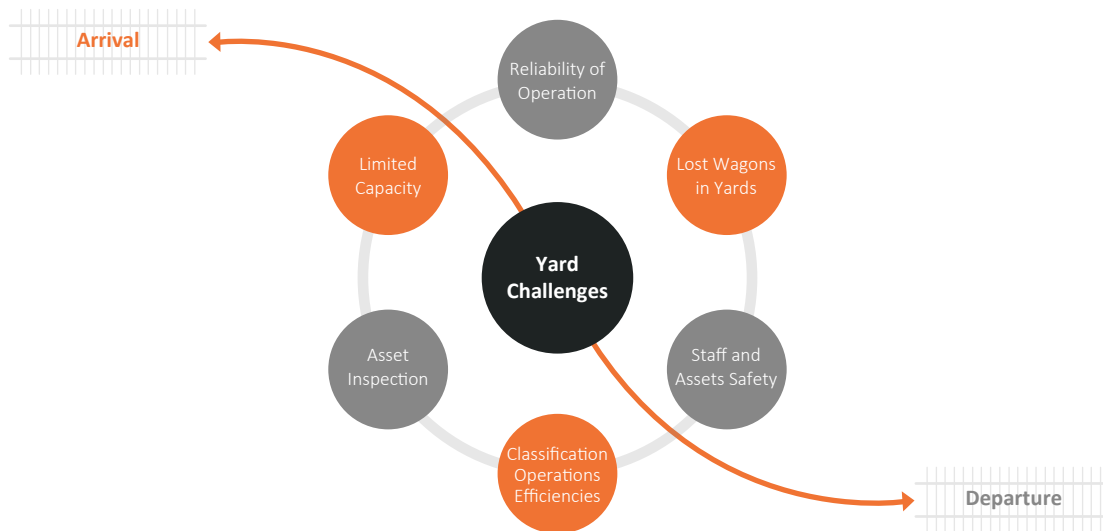 Arrival
Reliability of
Operation
Limited
Capacity
Lost Wagons
in Yards
Yard
Challenges
Asset
Inspection
Staff and
Assets Safety
Classification
Operations
Efficiencies
Departure